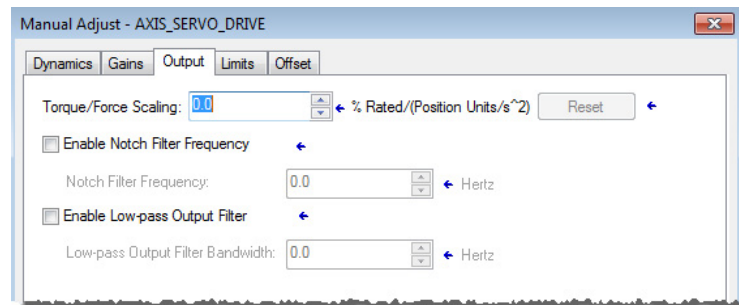 Manual Adjust - AXIS_SERVO_DRIVE
Dynamics Gains Output Limits Offset
Torque/Force Scaling: 0.0 % Rated/(Position Units/s^2) Reset
Enable Notch Filter Frequency
Notch Filter Frequency: 0.0 Hertz
Enable Low-pass Output Filter
Low-pass Output Filter Bandwidth: 0.0 Hertz